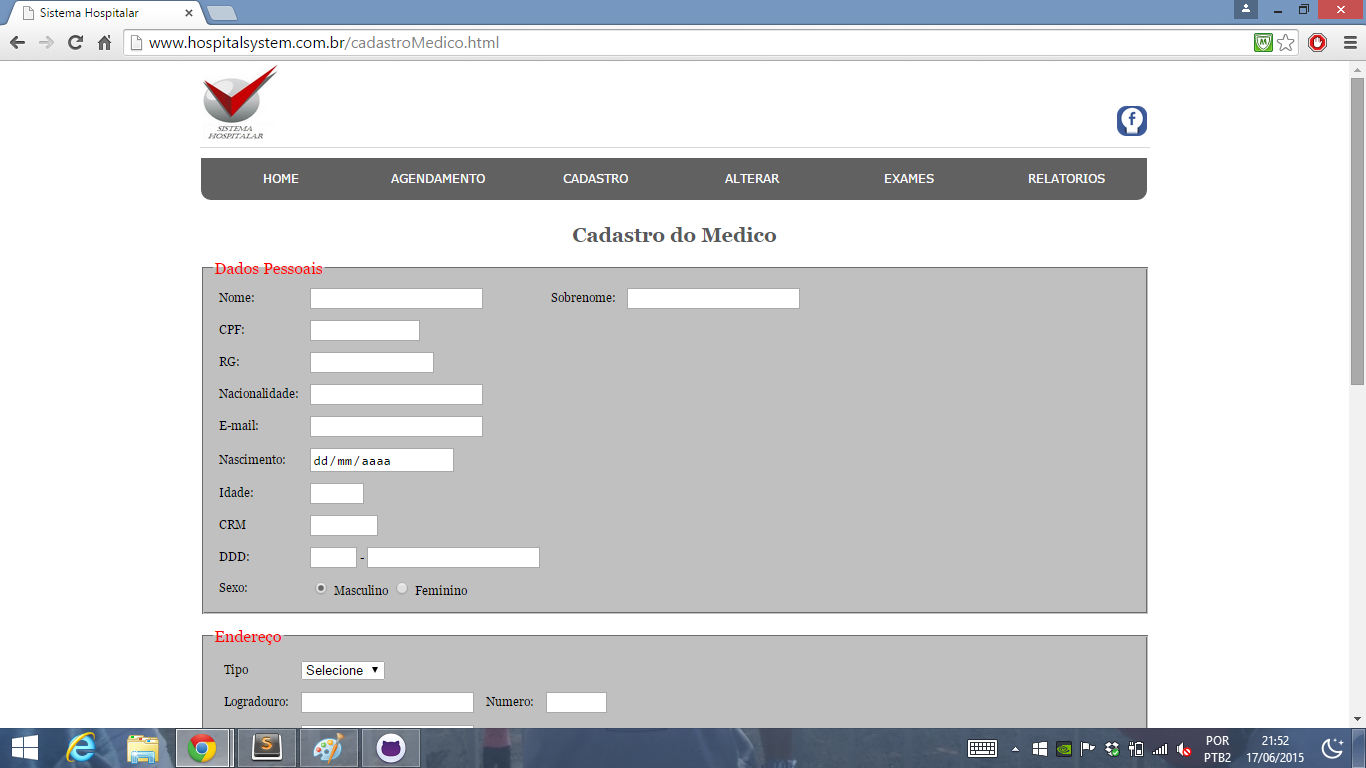 Sistema Hospitalar
www.hospitalsystem.com.br/cadastroMedico.html
SISTEMA
HOSPITALAR
f
HOME AGENDAMENTO CADASTRO ALTERAR EXAMES RELATORIOS
Cadastro do Medico
Dados Pessoais
Nome: Sobrenome:
CPF:
RG:
Nacionalidade:
E-mail:
Nascimento: dd/mm/aaaa
Idade:
CRM
DDD: -
Sexo: Masculino Feminino
Endereço
Tipo Selecione
Logradouro: Numero:
POR 21:52
PTB2 17/06/2015